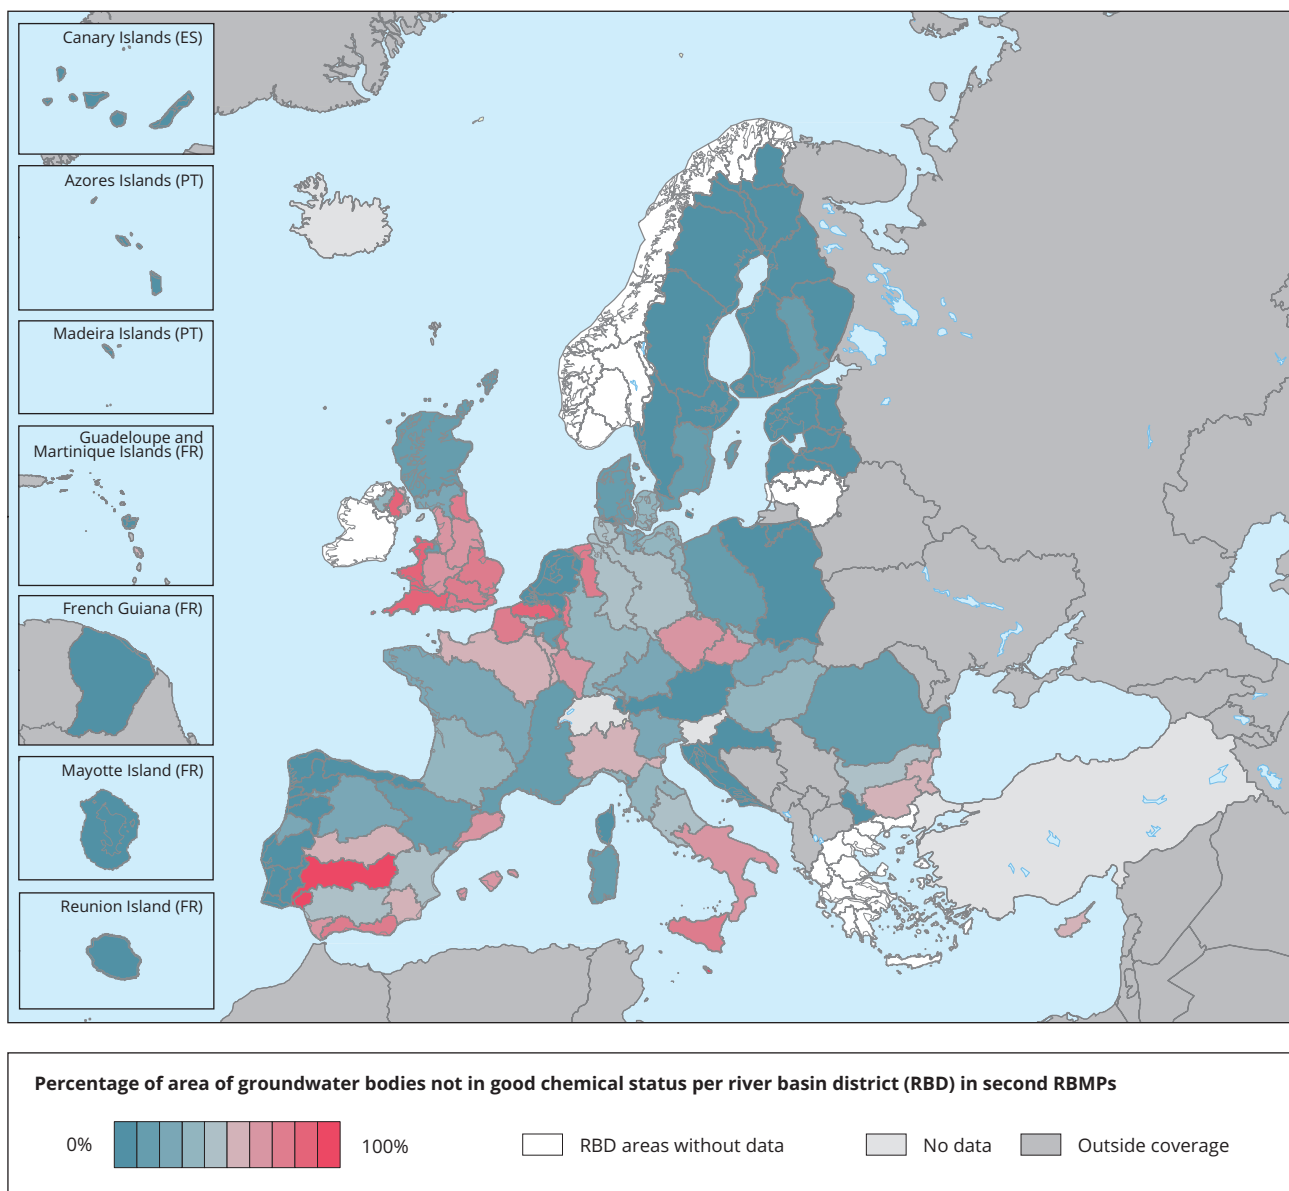 Canary Islands (ES)
Azores Islands (PT)
Madeira Islands (PT)
Guadeloupe and
Martinique Islands (FR)
French Guiana (FR)
Mayotte Island (FR)
Reunion Island (FR)
Percentage of area of groundwater bodies not in good chemical status per river basin district (RBD) in second RBMPs
0%
100%
RBD areas without data
No data
Outside coverage